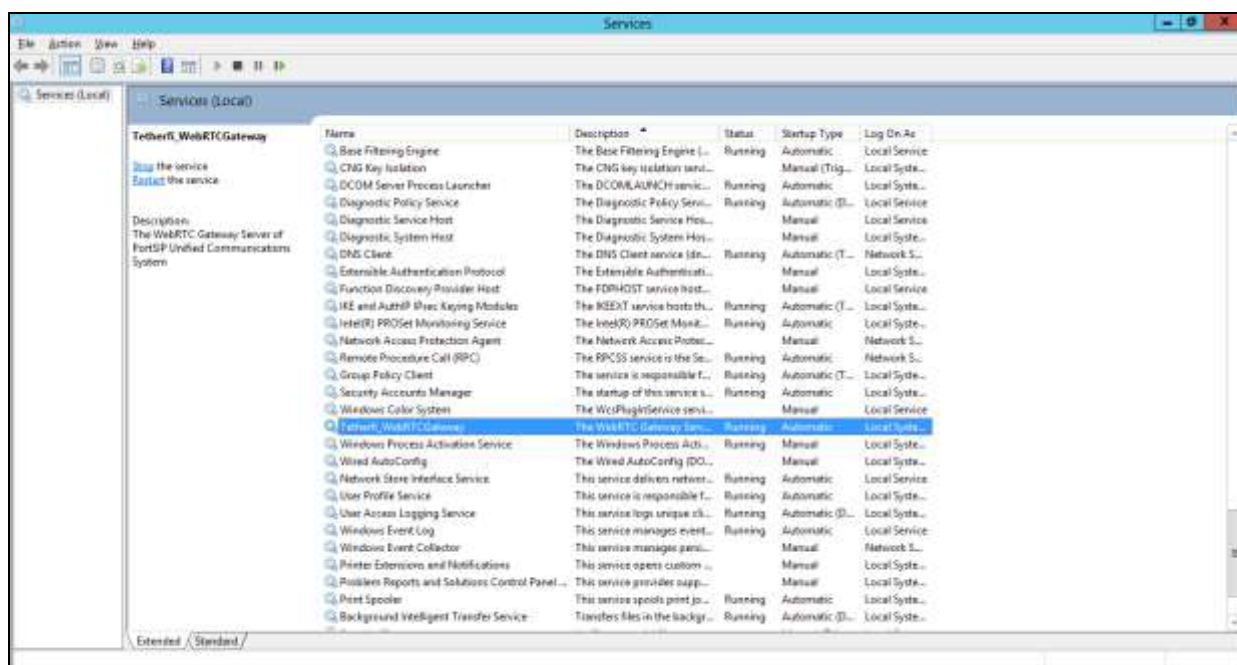 Services
File Action View Help
Services (Local)
Services (Local)
Tetherfi_WebRTCGateway
Stop the service
Restart the service
Description:
The WebRTC Gateway Server of
PortSIP Unified Communications
System
Name Description Status Startup Type Log On As
Base Filtering Engine The Base Filtering Engine (... Running Automatic Local Service
CNG Key Isolation The CNG key isolation servi... Manual (Trig... Local Syste...
DCOM Server Process Launcher The DCOMLAUNCH servic... Running Automatic Local Syste...
Diagnostic Policy Service The Diagnostic Policy Servi... Running Automatic (D... Local Service
Diagnostic Service Host The Diagnostic Service Hos... Manual Local Service
Diagnostic System Host The Diagnostic System Hos... Manual Local Syste...
DNS Client The DNS Client service (dn... Running Automatic (T... Network S...
Extensible Authentication Protocol The Extensible Authenticati... Manual Local Syste...
Function Discovery Provider Host The FDPHOST service host... Manual Local Service
IKE and AuthIP IPsec Keying Modules The IKEEXT service hosts th... Running Automatic (T... Local Syste...
Intel(R) PROSet Monitoring Service The Intel(R) PROSet Monit... Running Automatic Local Syste...
Network Access Protection Agent The Network Access Protec... Manual Network S...
Remote Procedure Call (RPC) The RPCSS service is the Se... Running Automatic Network S...
Group Policy Client The service is responsible f... Running Automatic (T... Local Syste...
Security Accounts Manager The startup of this service s... Running Automatic Local Syste...
Windows Color System The WcsPlugInService servi... Manual Local Service
Tetherfi_WebRTCGateway The WebRTC Gateway Serv... Running Automatic Local Syste...
Windows Process Activation Service The Windows Process Acti... Running Manual Local Syste...
Wired AutoConfig The Wired AutoConfig (DO... Manual Local Syste...
Network Store Interface Service This service delivers networ... Running Automatic Local Service
User Profile Service This service is responsible f... Running Automatic Local Syste...
User Access Logging Service This service logs unique cli... Running Automatic (D... Local Syste...
Windows Event Log This service manages event... Running Automatic Local Service
Windows Event Collector This service manages persi... Manual Network S...
Printer Extensions and Notifications This service opens custom ... Manual Local Syste...
Problem Reports and Solutions Control Panel ... This service provides supp... Manual Local Syste...
Print Spooler This service spools print jo... Running Automatic Local Syste...
Background Intelligent Transfer Service Transfers files in the backgr... Running Automatic (D... Local Syste...
Extended Standard